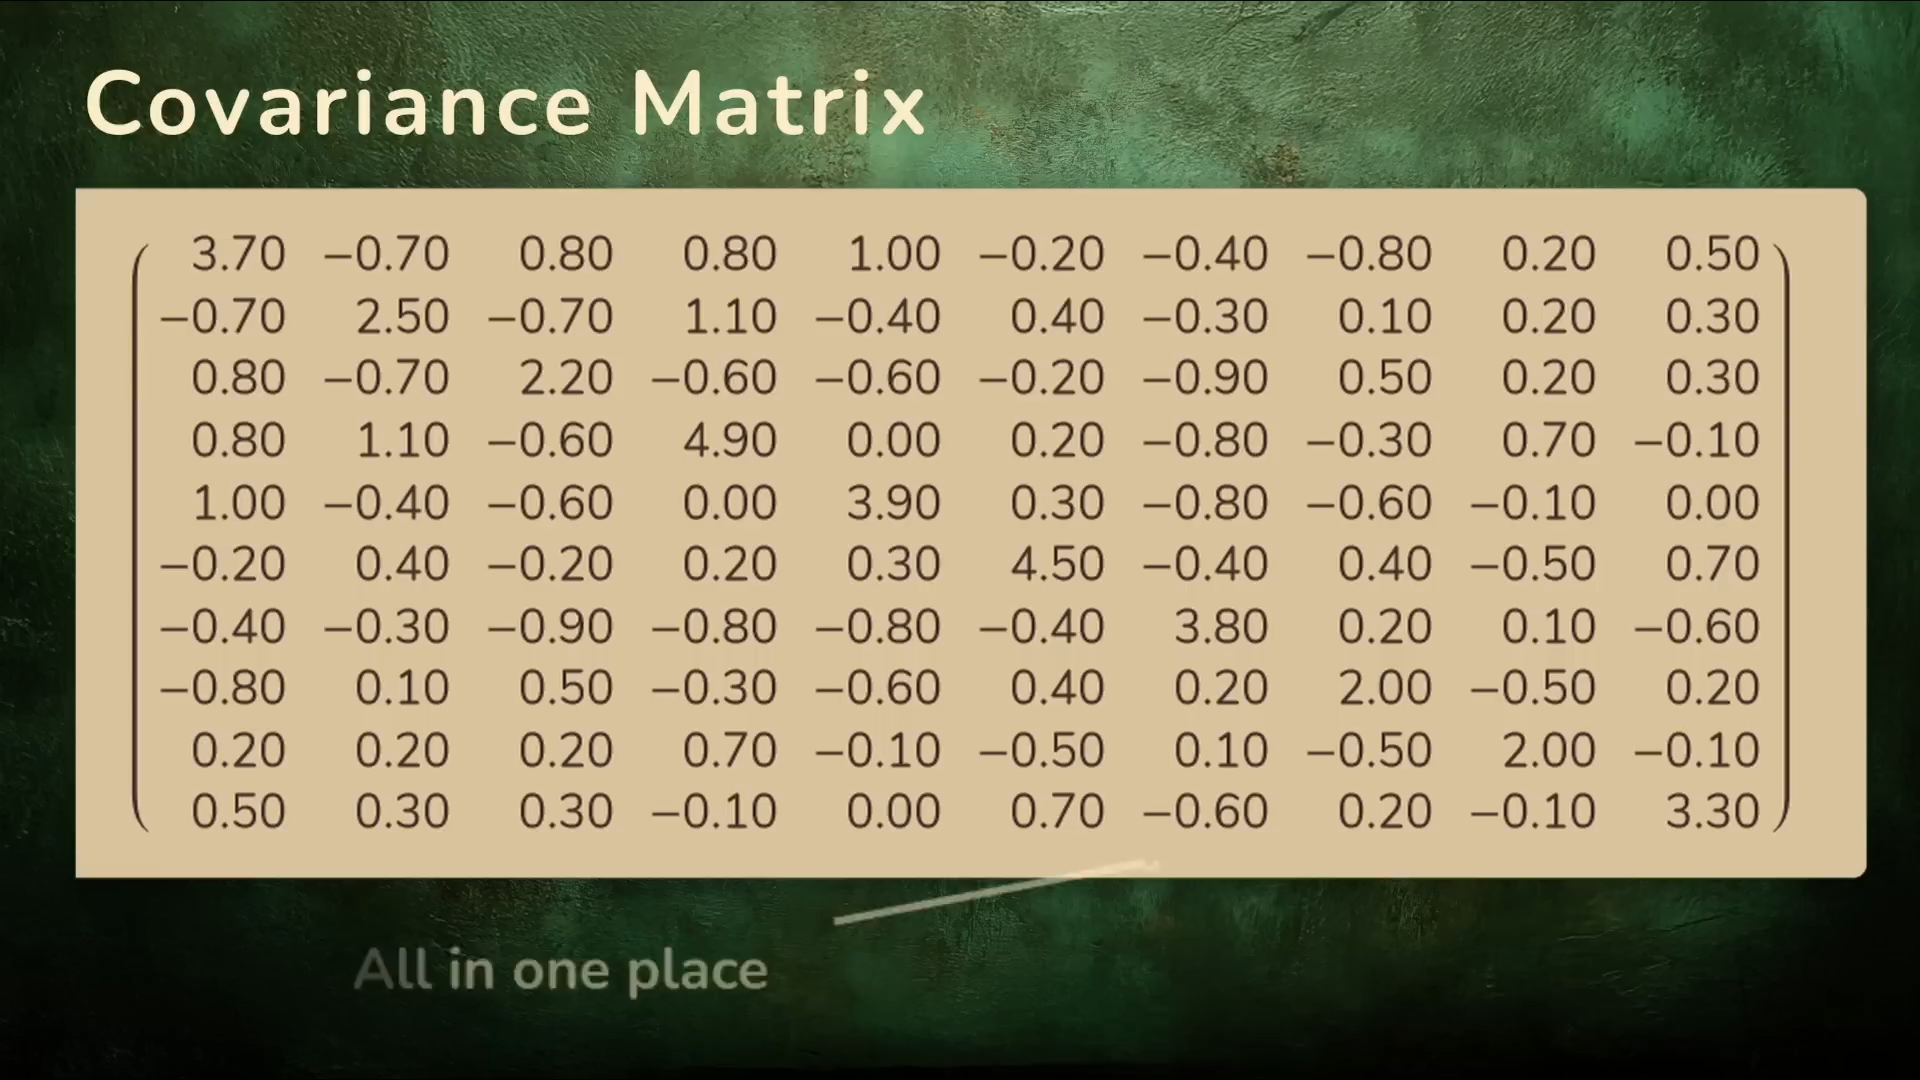 Covariance Matrix
3.70 −0.70 0.80 0.80 1.00 −0.20 −0.40 −0.80 0.20 0.50
−0.70 2.50 −0.70 1.10 −0.40 0.40 −0.30 0.10 0.20 0.30
0.80 −0.70 2.20 −0.60 −0.60 −0.20 −0.90 0.50 0.20 0.30
0.80 1.10 −0.60 4.90 0.00 0.20 −0.80 −0.30 0.70 −0.10
1.00 −0.40 −0.60 0.00 3.90 0.30 −0.80 −0.60 −0.10 0.00
−0.20 0.40 −0.20 0.20 0.30 4.50 −0.40 0.40 −0.50 0.70
−0.40 −0.30 −0.90 −0.80 −0.80 −0.40 3.80 0.20 0.10 −0.60
−0.80 0.10 0.50 −0.30 −0.60 0.40 0.20 2.00 −0.50 0.20
0.20 0.20 0.20 0.70 −0.10 −0.50 0.10 −0.50 2.00 −0.10
0.50 0.30 0.30 −0.10 0.00 0.70 −0.60 0.20 −0.10 3.30
All in one place